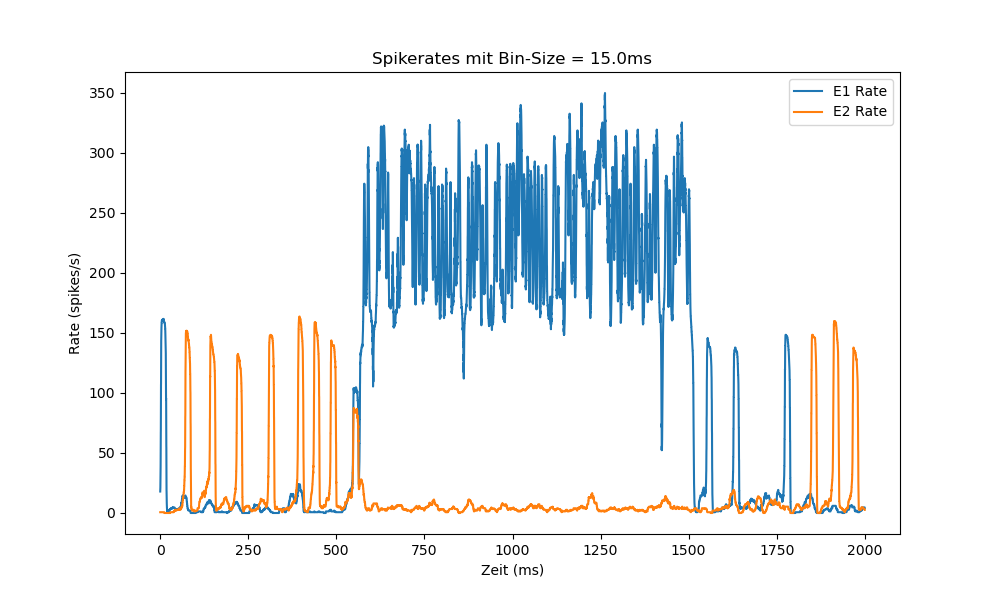 Spikerates mit Bin-Size = 15.0ms
E1 Rate
E2 Rate
Rate (spikes/s)
350
300
250
200
150
100
50
0
0 250 500 750 1000 1250 1500 1750 2000
Zeit (ms)